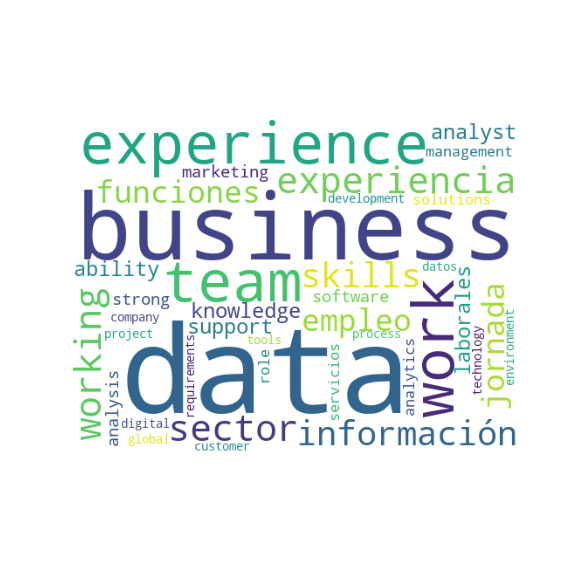 experience
analyst
management
marketing
experiencia
funciones
development
solutions
business
ability
team
skills
datos
strong
software
knowledge
company
support
empleo
project
tools
process
working
data
work
laborales
jornada
technology
environment
role
requirements
servicios
analytics
analysis
digital
sector
información
global
customer